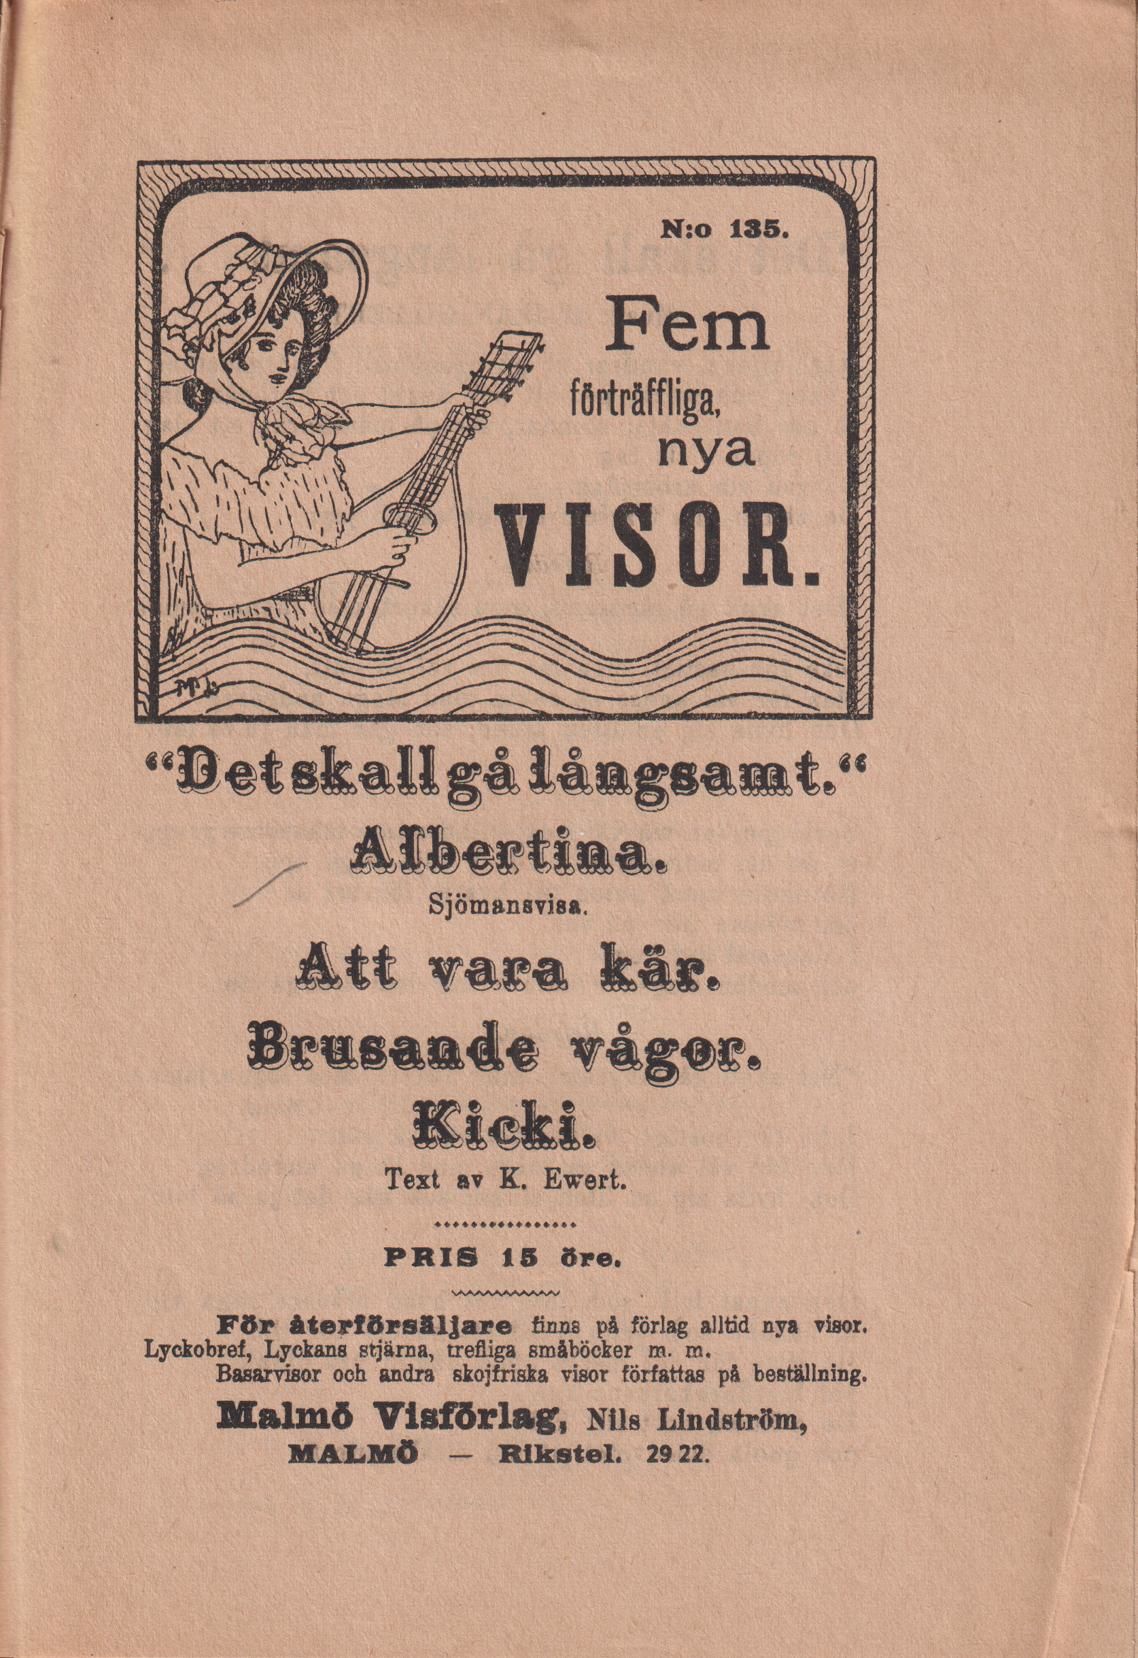 N:o 135.
Fem
förträffliga,
nya
VISOR.
“Det skall gå långsamt.“
Albertina.
Sjömansvisa.
Att vara kär.
Brusande vågor.
Kicki.
Text av K. Ewert.
PRIS 15 öre.
För återförsäljare finns på förlag alltid nya visor.
Lyckobref, Lyckans stjärna, trefliga småböcker m. m.
Basarvisor och andra skojfriska visor författas på beställning.
Malmö Visförlag, Nils Lindström,
MALMÖ — Rikstel. 29 22.